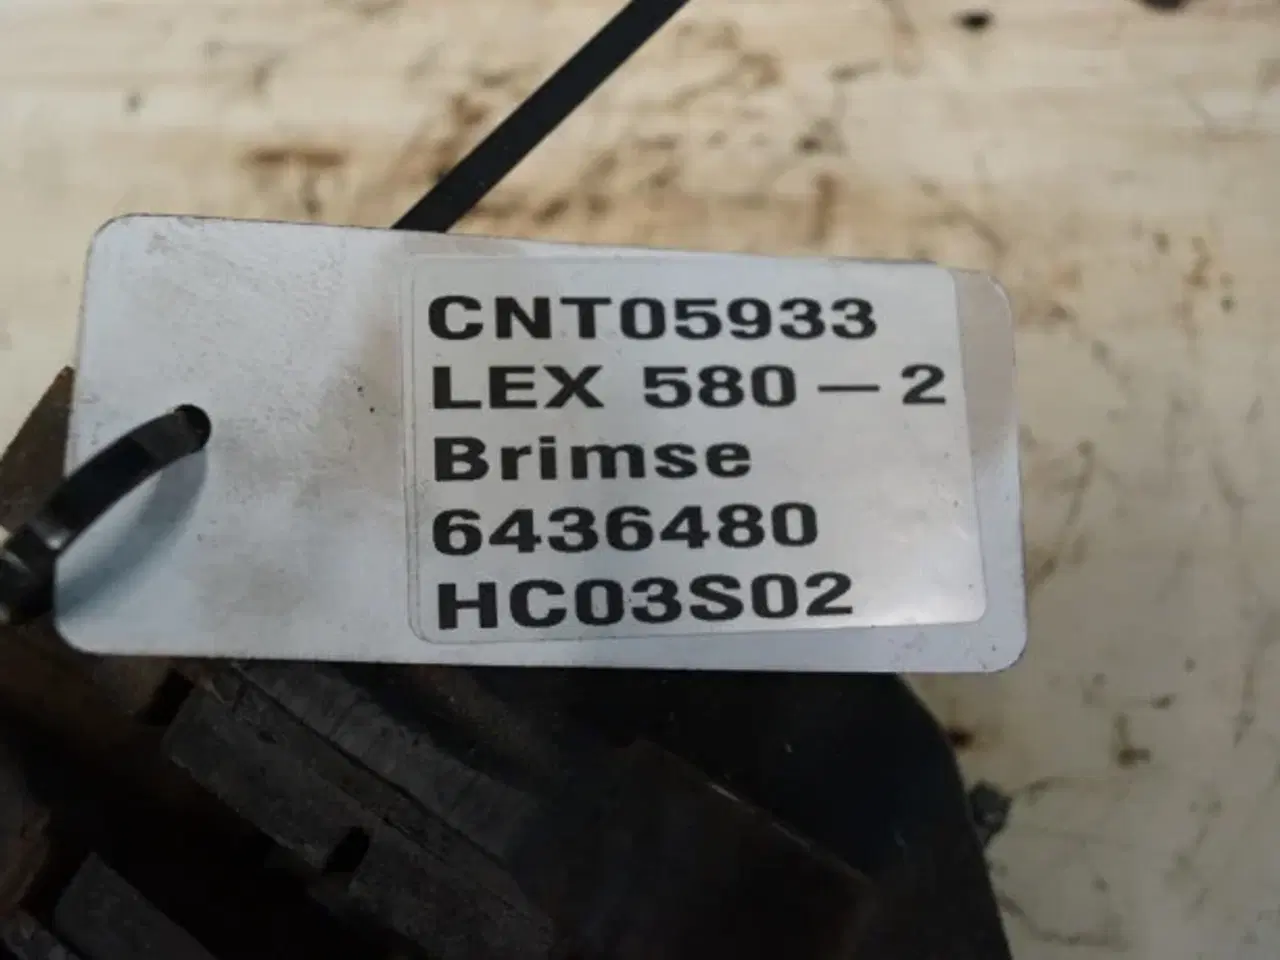 CNT05933
LEX 580 — 2
Brimse
6436480
HC03S02